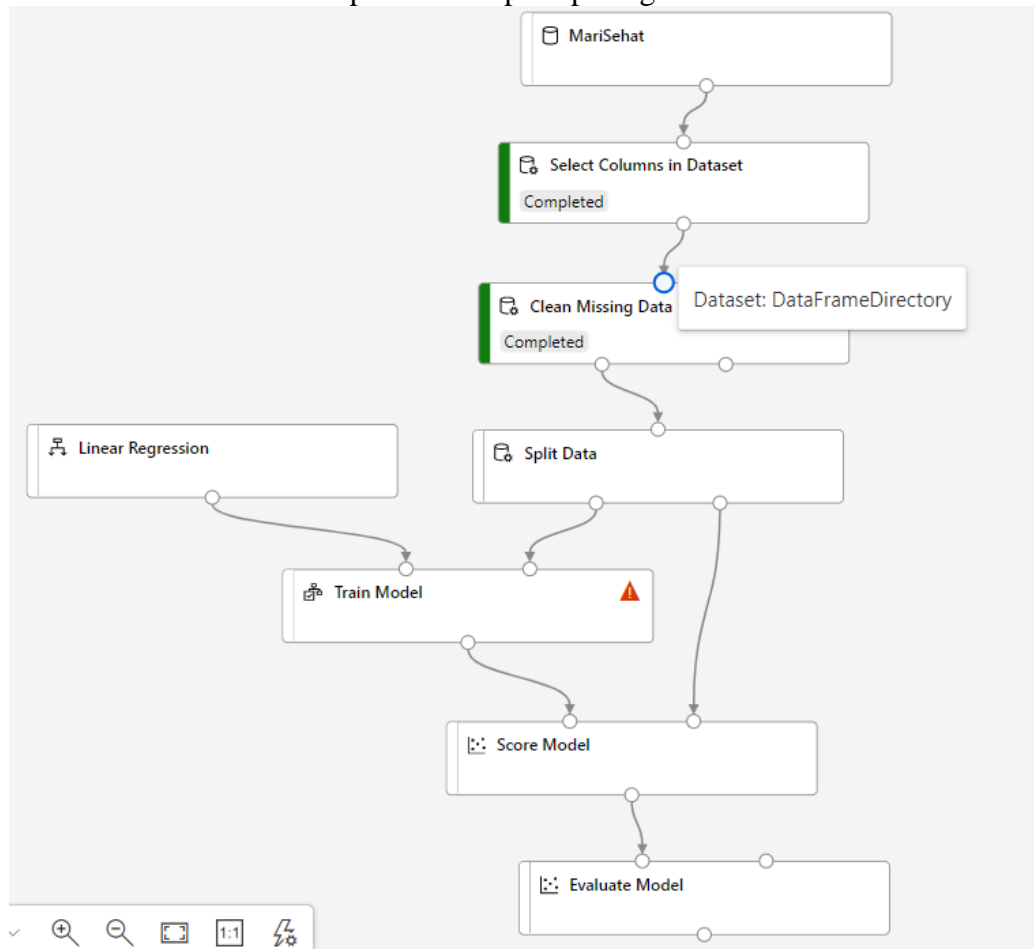 MariSehat
Select Columns in Dataset
Completed
Clean Missing Data
Dataset: DataFrameDirectory
Completed
Linear Regression
Split Data
Train Model
Score Model
Evaluate Model
1:1